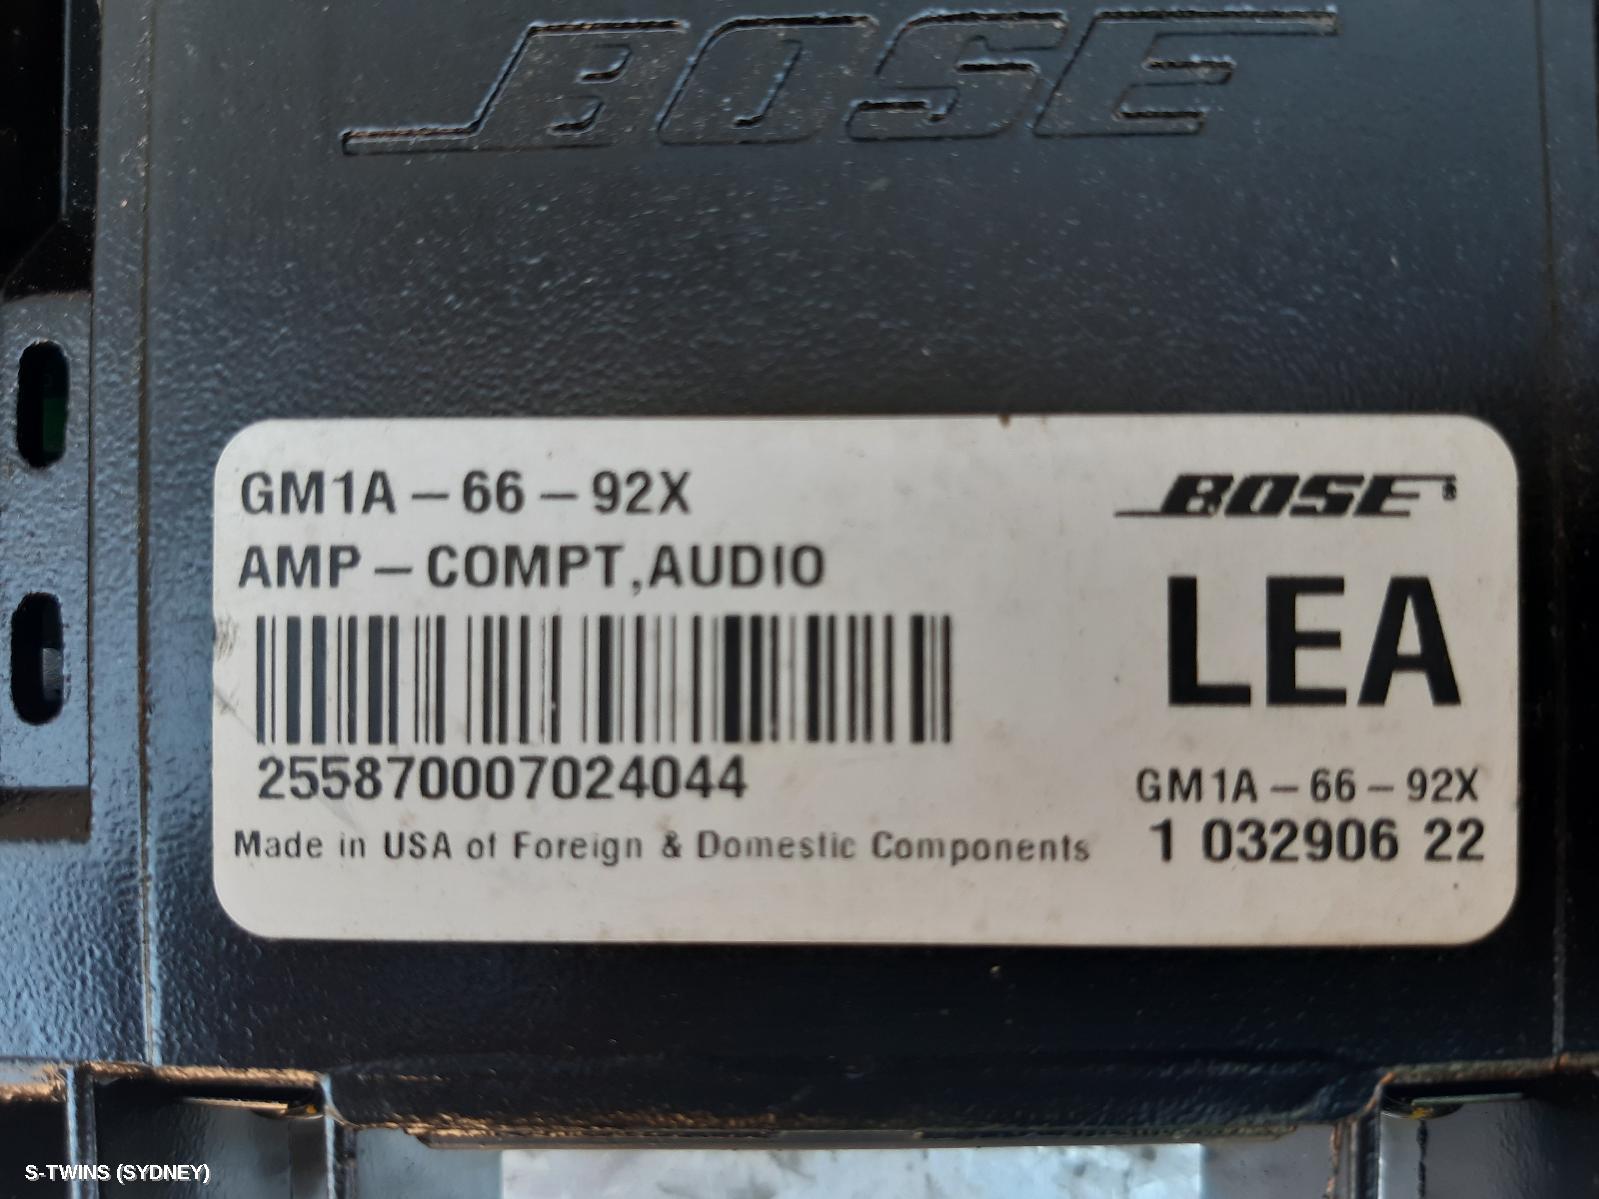 BOSE
GM1A-66-92X
BOSE
AMP-COMPT,AUDIO
LEA
255870007024044
GM1A-66-92X
Made in USA of Foreign & Domestic Components
1 032906 22
S-TWINS (SYDNEY)